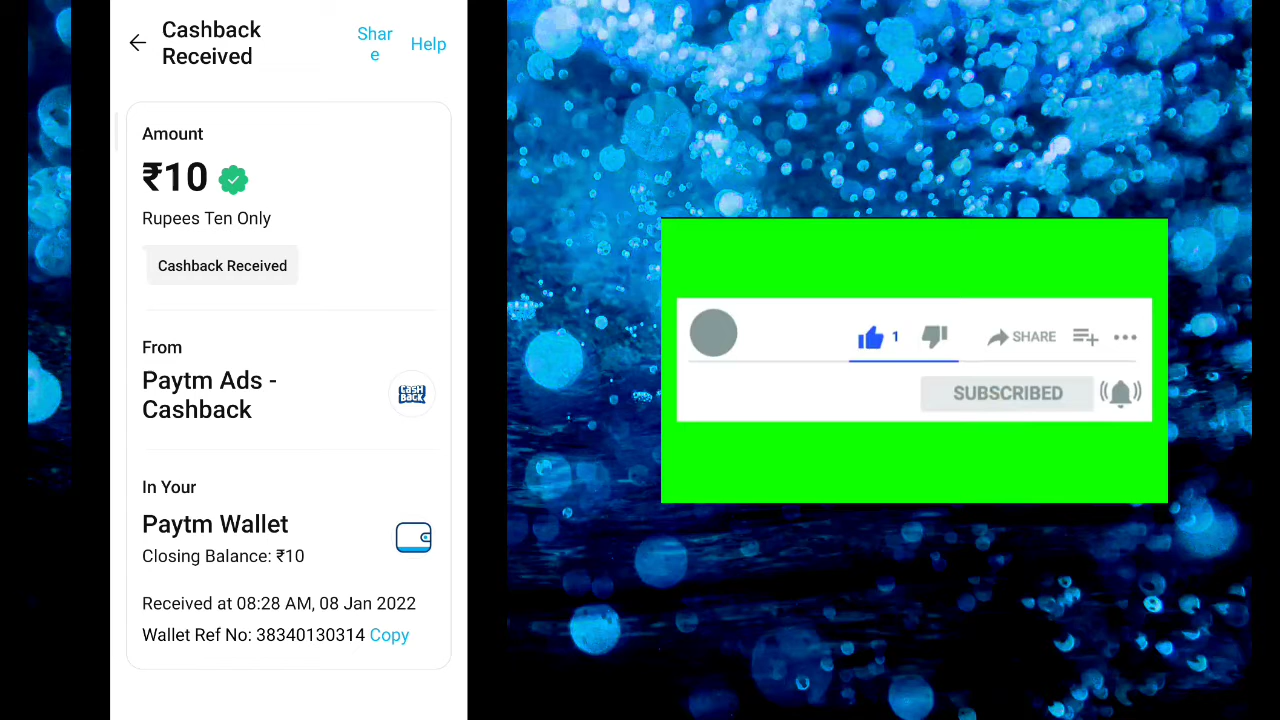 Cashback
Received
Shar
e
Help
Amount
₹10
Rupees Ten Only
Cashback Received
From
Paytm Ads -
Cashback
CASH
BACK
In Your
Paytm Wallet
Closing Balance: ₹10
Received at 08:28 AM, 08 Jan 2022
Wallet Ref No: 38340130314 Copy
1
SHARE
SUBSCRIBED